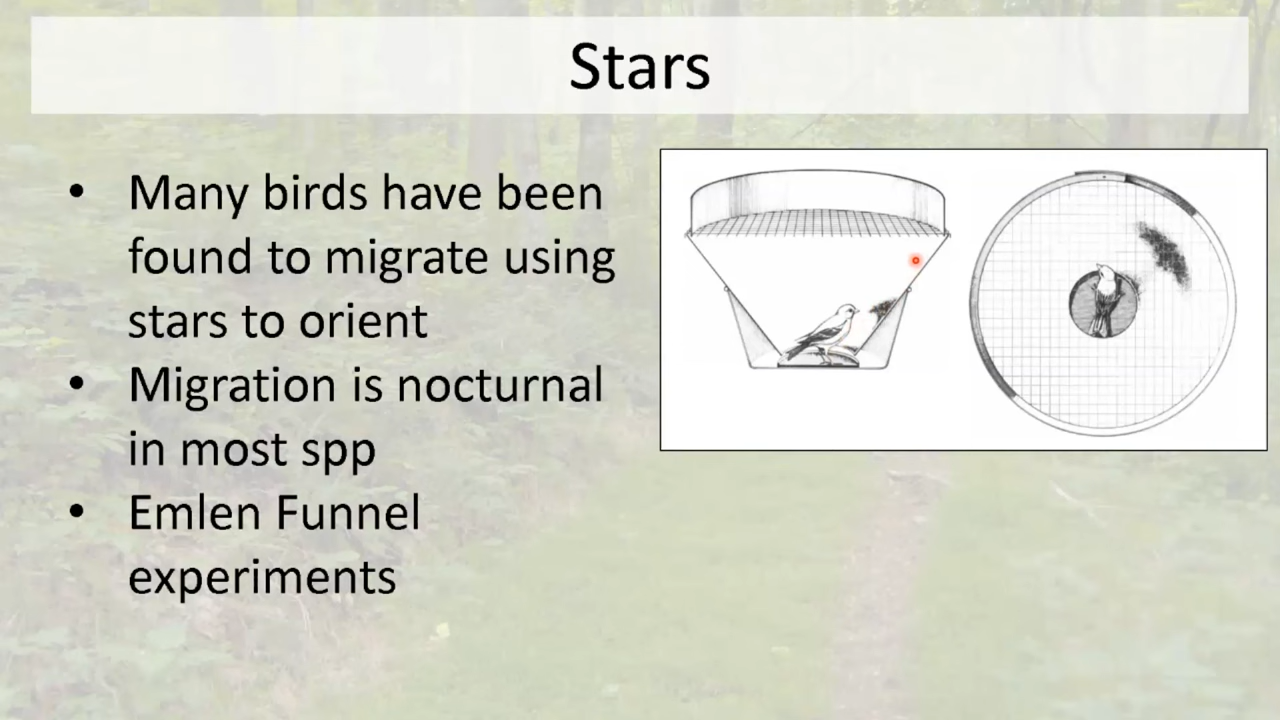 Stars
• Many birds have been
found to migrate using
stars to orient
• Migration is nocturnal
in most spp
• Emlen Funnel
experiments